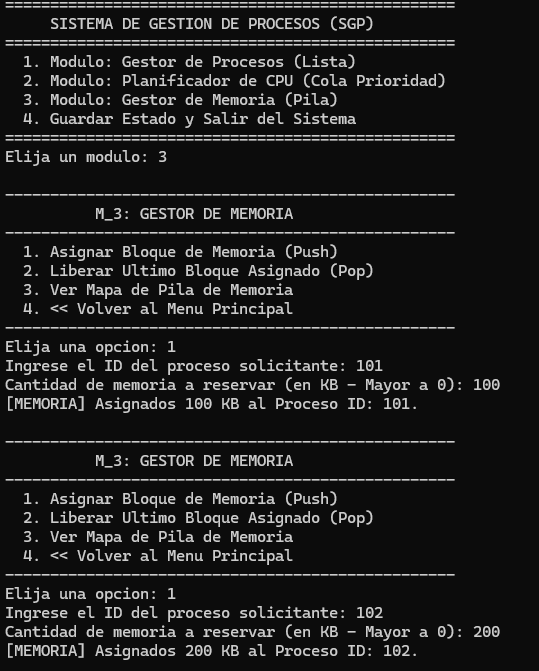 ==================================================
SISTEMA DE GESTION DE PROCESOS (SGP)
==================================================
1. Modulo: Gestor de Procesos (Lista)
2. Modulo: Planificador de CPU (Cola Prioridad)
3. Modulo: Gestor de Memoria (Pila)
4. Guardar Estado y Salir del Sistema
==================================================
Elija un modulo: 3
--------------------------------------------------
M_3: GESTOR DE MEMORIA
--------------------------------------------------
1. Asignar Bloque de Memoria (Push)
2. Liberar Ultimo Bloque Asignado (Pop)
3. Ver Mapa de Pila de Memoria
4. << Volver al Menu Principal
--------------------------------------------------
Elija una opcion: 1
Ingrese el ID del proceso solicitante: 101
Cantidad de memoria a reservar (en KB - Mayor a 0): 100
[MEMORIA] Asignados 100 KB al Proceso ID: 101.
--------------------------------------------------
M_3: GESTOR DE MEMORIA
--------------------------------------------------
1. Asignar Bloque de Memoria (Push)
2. Liberar Ultimo Bloque Asignado (Pop)
3. Ver Mapa de Pila de Memoria
4. << Volver al Menu Principal
--------------------------------------------------
Elija una opcion: 1
Ingrese el ID del proceso solicitante: 102
Cantidad de memoria a reservar (en KB - Mayor a 0): 200
[MEMORIA] Asignados 200 KB al Proceso ID: 102.